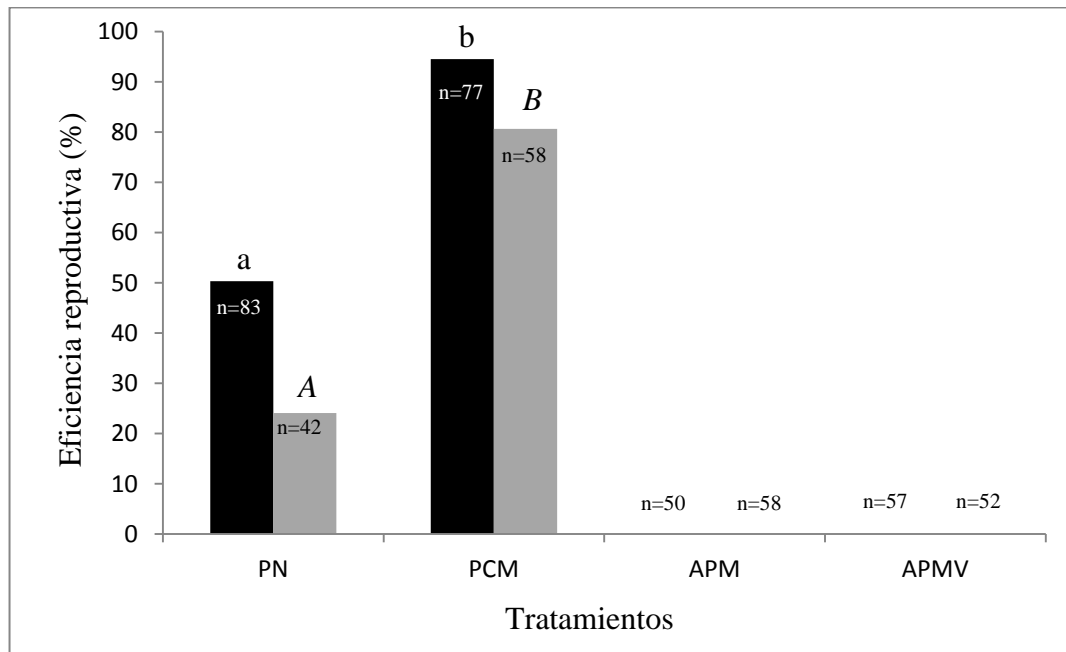 Eficiencia reproductiva (%)
100
90
80
70
60
50
40
30
20
10
0
a
n=83
A
n=42
b
n=77
B
n=58
n=50
n=58
n=57
n=52
PN
PCM
APM
APMV
Tratamientos